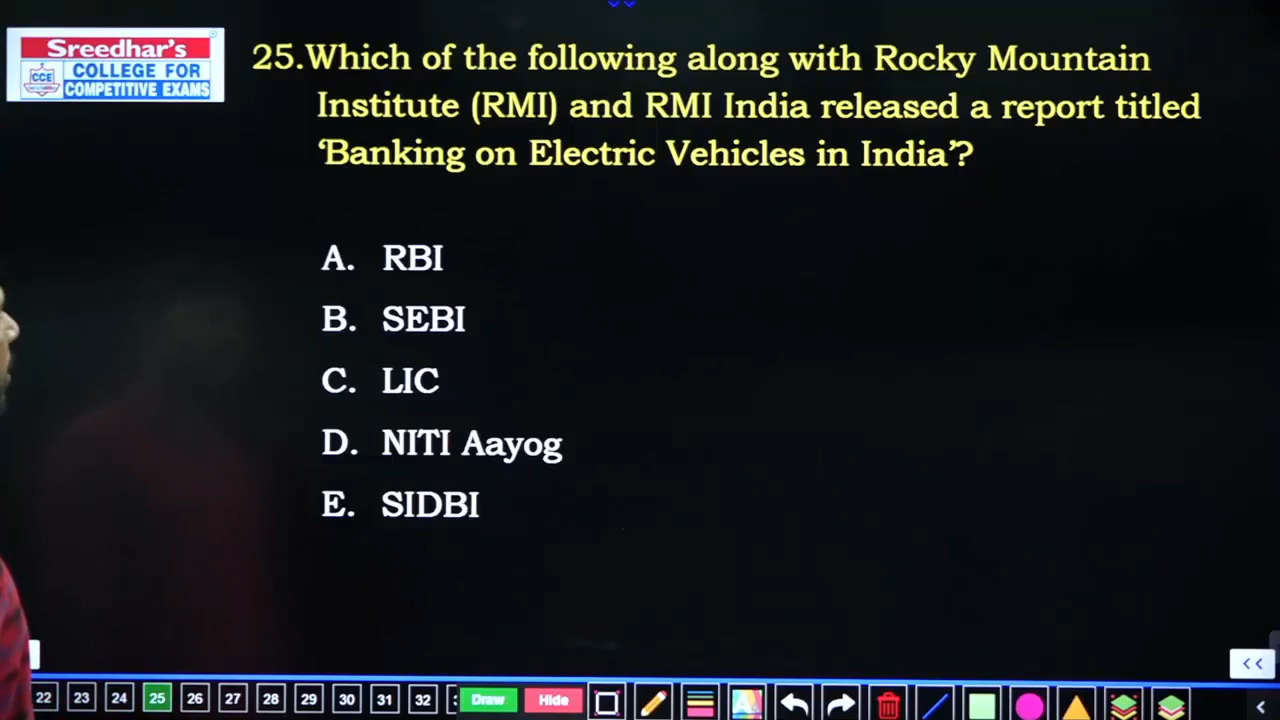 Sreedhar's
CCE
COLLEGE FOR
COMPETITIVE EXAMS
25.Which of the following along with Rocky Mountain
Institute (RMI) and RMI India released a report titled
‘Banking on Electric Vehicles in India’?
A. RBI
B. SEBI
C. LIC
D. NITI Aayog
E. SIDBI
<<
22 23 24 25 26 27 28 29 30 31 32 Draw Hide <